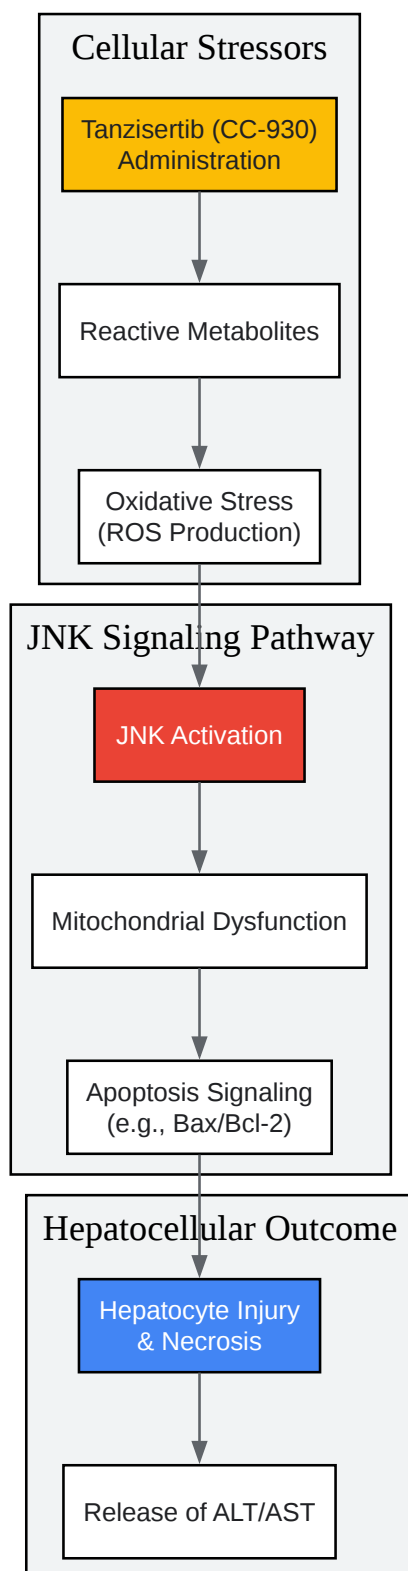 Cellular Stressors
Tanzisertib (CC-930)
Administration
Reactive Metabolites
Oxidative Stress
(ROS Production)
JNK Signaling Pathway
JNK Activation
Mitochondrial Dysfunction
Apoptosis Signaling
(e.g., Bax/Bcl-2)
Hepatocellular Outcome
Hepatocyte Injury
& Necrosis
Release of ALT/AST